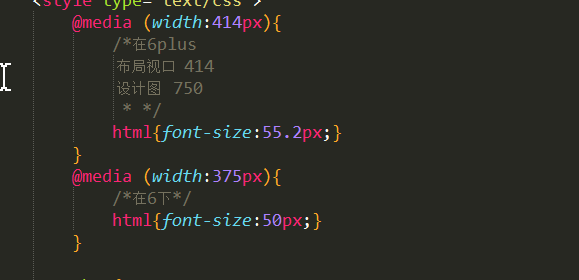 <style type="text/css">
@media (width:414px){
/*在6plus
布局视口 414
设计图 750
* */
html{font-size:55.2px;}
}
@media (width:375px){
/*在6下*/
html{font-size:50px;}
}